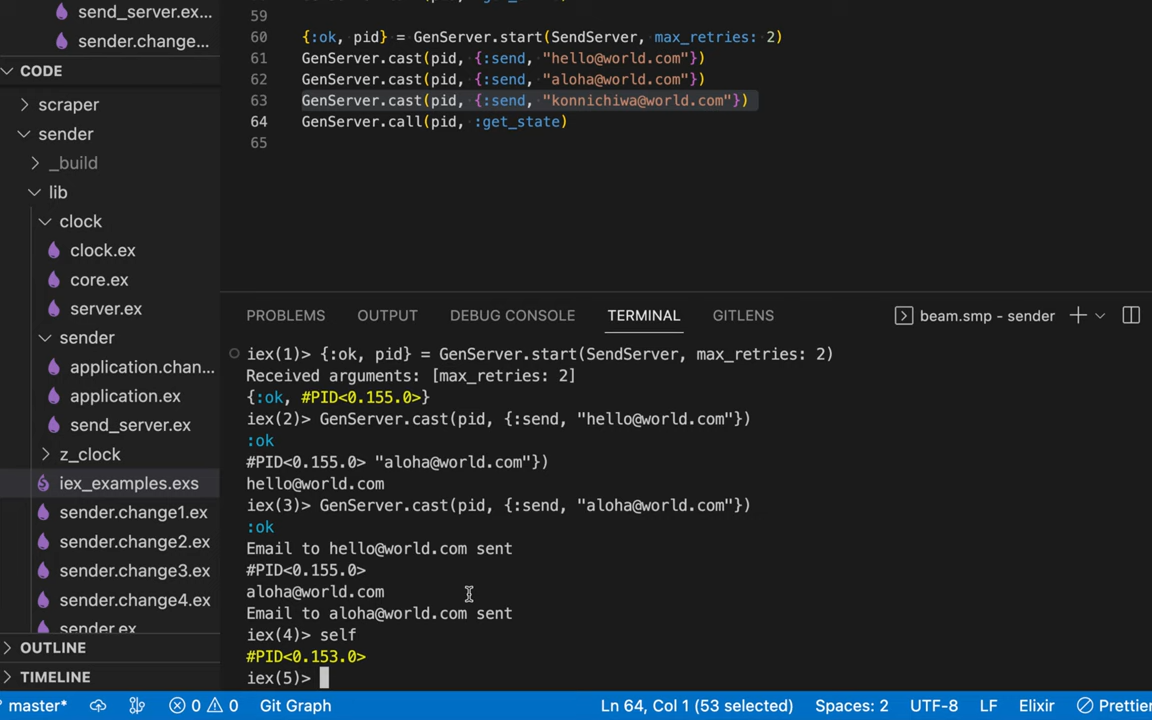 send_server.ex...
sender.change...
CODE
scraper
sender
_build
lib
clock
clock.ex
core.ex
server.ex
sender
application.chan...
application.ex
send_server.ex
z_clock
iex_examples.exs
sender.change1.ex
sender.change2.ex
sender.change3.ex
sender.change4.ex
sender.ex
OUTLINE
TIMELINE
59
60 {:ok, pid} = GenServer.start(SendServer, max_retries: 2)
61 GenServer.cast(pid, {:send, "hello@world.com"})
62 GenServer.cast(pid, {:send, "aloha@world.com"})
63 GenServer.cast(pid, {:send, "konnichiwa@world.com"})
64 GenServer.call(pid, :get_state)
65
PROBLEMS OUTPUT DEBUG CONSOLE TERMINAL GITLENS beam.smp - sender
iex(1)> {:ok, pid} = GenServer.start(SendServer, max_retries: 2)
Received arguments: [max_retries: 2]
{:ok, #PID<0.155.0>}
iex(2)> GenServer.cast(pid, {:send, "hello@world.com"})
:ok
#PID<0.155.0> "aloha@world.com"})
hello@world.com
iex(3)> GenServer.cast(pid, {:send, "aloha@world.com"})
:ok
Email to hello@world.com sent
#PID<0.155.0>
aloha@world.com
Email to aloha@world.com sent
iex(4)> self
#PID<0.153.0>
iex(5)>
master* 0 0 Git Graph Ln 64, Col 1 (53 selected) Spaces: 2 UTF-8 LF Elixir Prettier